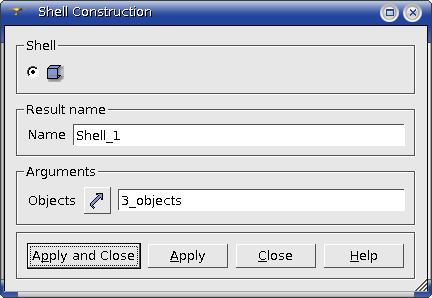 Shell Construction
Shell
Result name
Name Shell_1
Arguments
Objects 3_objects
Apply and Close Apply Close Help